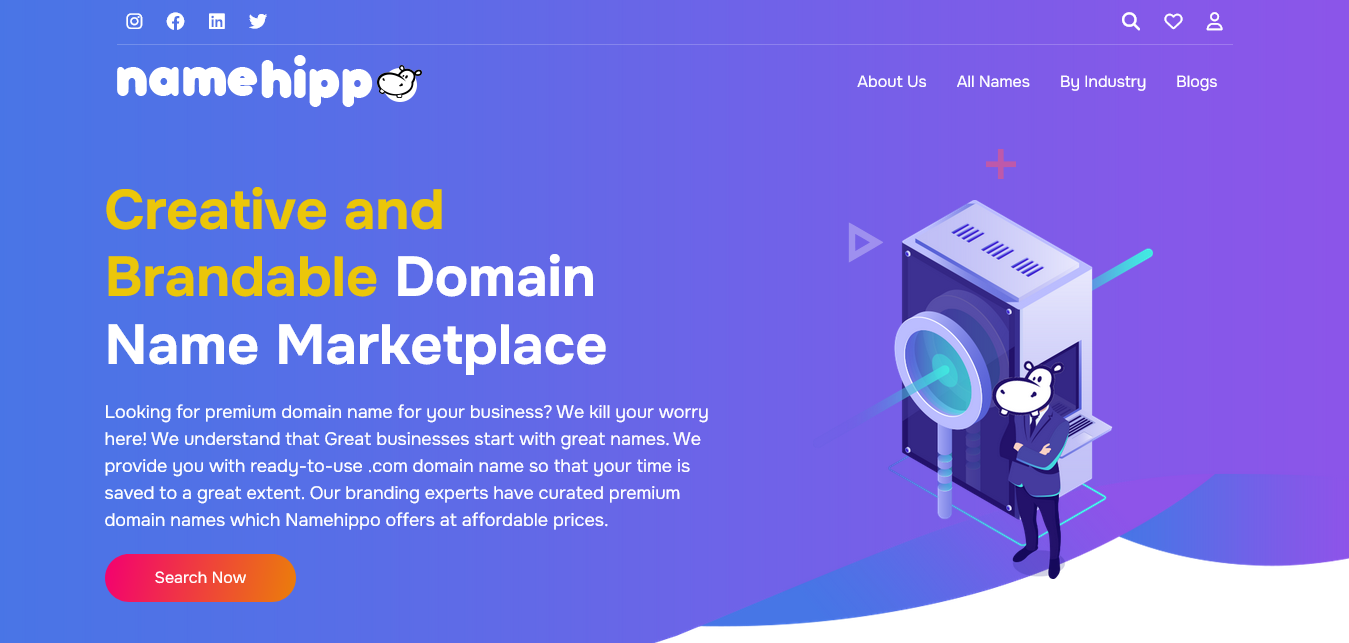 namehippo
About Us
All Names
By Industry
Blogs
Creative and
Brandable Domain
Name Marketplace
Looking for premium domain name for your business? We kill your worry
here! We understand that Great businesses start with great names. We
provide you with ready-to-use .com domain name so that your time is
saved to a great extent. Our branding experts have curated premium
domain names which Namehippo offers at affordable prices.
Search Now